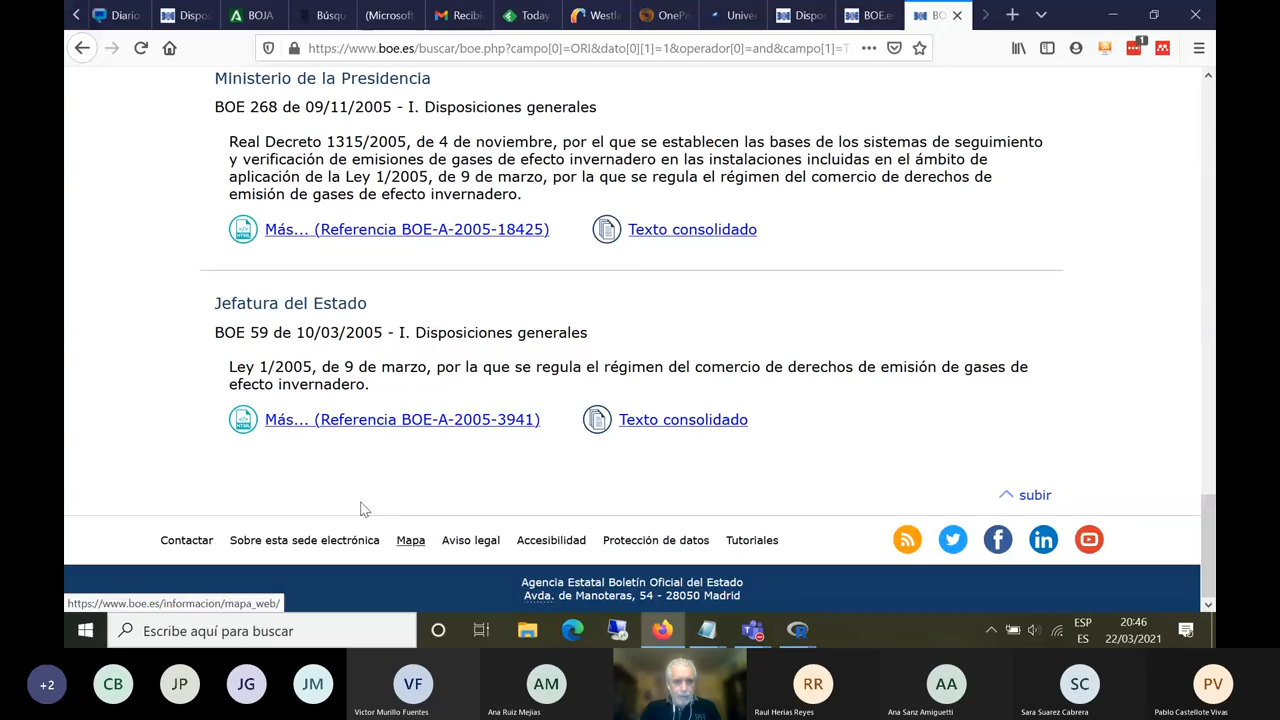 Diario
Dispos
BOJA
Búsqu
(Microsoft
Recibi
Today
Westla
OnePa
Univer
Dispor
BOE.e
BO
https://www.boe.es/buscar/boe.php?campo[0]=ORI&dato[0][1]=1&operador[0]=and&campo[1]=T
1
Ministerio de la Presidencia
BOE 268 de 09/11/2005 - I. Disposiciones generales
Real Decreto 1315/2005, de 4 de noviembre, por el que se establecen las bases de los sistemas de seguimiento
y verificación de emisiones de gases de efecto invernadero en las instalaciones incluidas en el ámbito de
aplicación de la Ley 1/2005, de 9 de marzo, por la que se regula el régimen del comercio de derechos de
emisión de gases de efecto invernadero.
Más... (Referencia BOE-A-2005-18425)
Texto consolidado
Jefatura del Estado
BOE 59 de 10/03/2005 - I. Disposiciones generales
Ley 1/2005, de 9 de marzo, por la que se regula el régimen del comercio de derechos de emisión de gases de
efecto invernadero.
Más... (Referencia BOE-A-2005-3941)
Texto consolidado
subir
Contactar
Sobre esta sede electrónica
Mapa
Aviso legal
Accesibilidad
Protección de datos
Tutoriales
Agencia Estatal Boletín Oficial del Estado
Avda. de Manoteras, 54 - 28050 Madrid
https://www.boe.es/informacion/mapa_web/
Escribe aquí para buscar
ESP
ES
20:46
22/03/2021
+2
CB
JP
JG
JM
VF
Victor Murillo Fuentes
AM
Ana Ruiz Mejias
RR
Raul Herias Reyes
AA
Ana Sanz Amiguetti
SC
Sara Suarez Cabrera
PV
Pablo Castellote Vivas